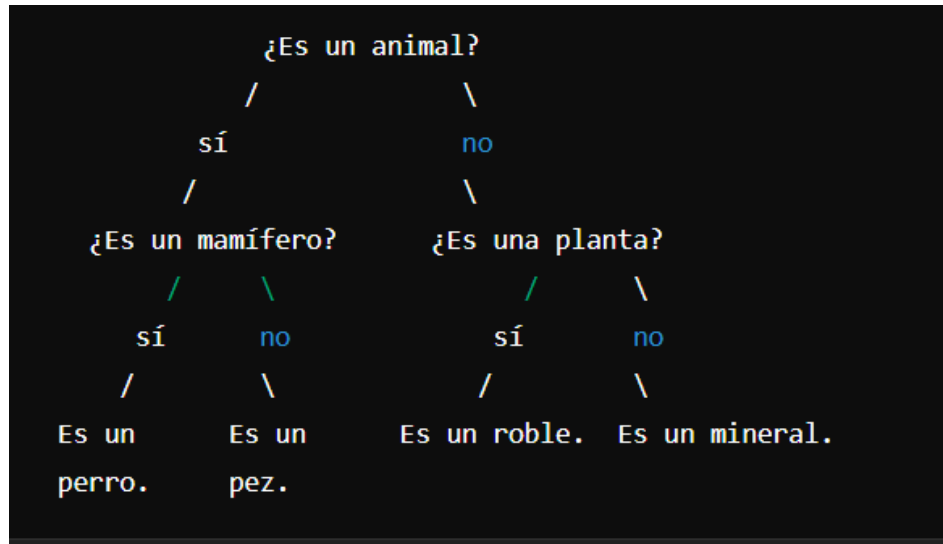 ¿Es un animal?
/ \
sí no
/ \
¿Es un mamífero? ¿Es una planta?
/ \ / \
sí no sí no
/ \ / \
Es un Es un Es un roble. Es un mineral.
perro. pez.